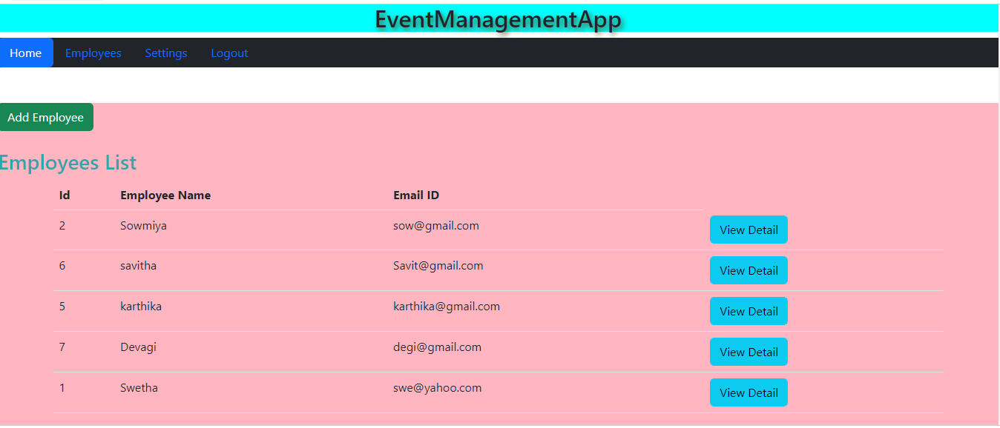 EventManagementApp
Home Employees Settings Logout
Add Employee
Employees List
Id Employee Name Email ID
2 Sowmiya sow@gmail.com View Detail
6 savitha Savit@gmail.com View Detail
5 karthika karthika@gmail.com View Detail
7 Devagi degi@gmail.com View Detail
1 Swetha swe@yahoo.com View Detail